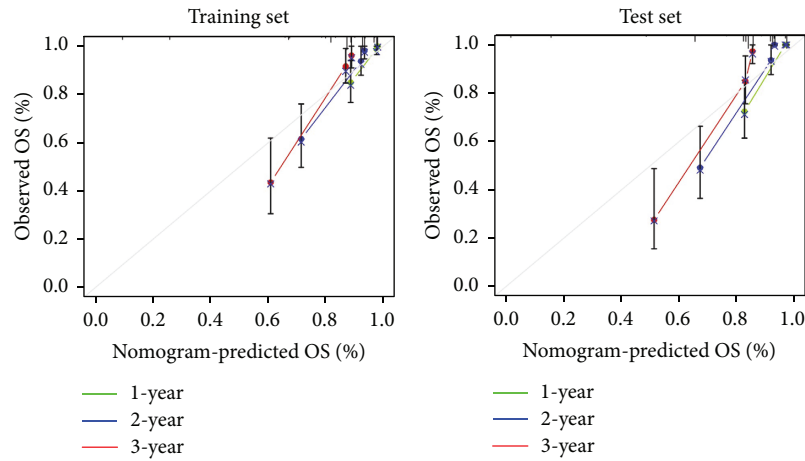 Training set
1.0
0.8
0.6
0.4
0.2
0.0
Observed OS (%)
0.0 0.2 0.4 0.6 0.8 1.0
Nomogram-predicted OS (%)
1-year
2-year
3-year
Test set
1.0
0.8
0.6
0.4
0.2
0.0
Observed OS (%)
0.0 0.2 0.4 0.6 0.8 1.0
Nomogram-predicted OS (%)
1-year
2-year
3-year